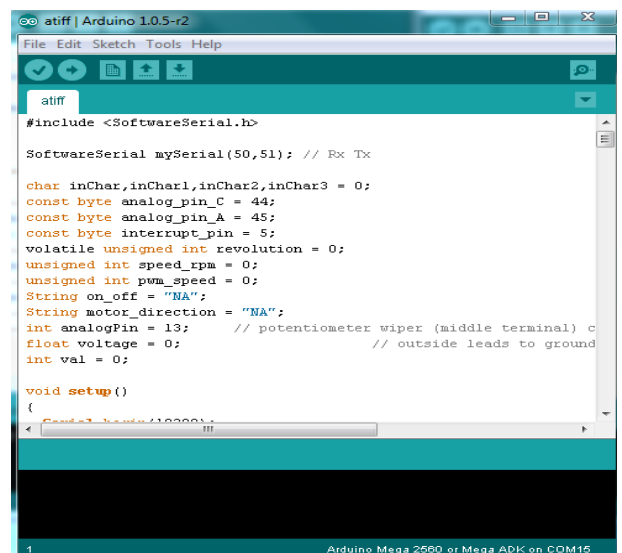 atiff | Arduino 1.0.5-r2
File Edit Sketch Tools Help
atiff
#include <SoftwareSerial.h>
SoftwareSerial mySerial(50,51); // Rx Tx
char inChar,inChar1,inChar2,inChar3 = 0;
const byte analog_pin_C = 44;
const byte analog_pin_A = 45;
const byte interrupt_pin = 5;
volatile unsigned int revolution = 0;
unsigned int speed_rpm = 0;
unsigned int pwm_speed = 0;
String on_off = "NA";
String motor_direction = "NA";
int analogPin = 13; // potentiometer wiper (middle terminal) c
float voltage = 0; // outside leads to ground
int val = 0;
void setup()
{
1
Arduino Mega 2560 or Mega ADK on COM15